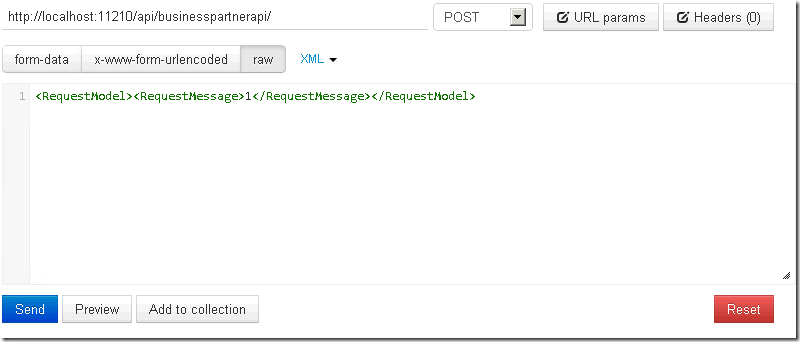 http://localhost:11210/api/businesspartnerapi/ POST URL params Headers (0)
form-data x-www-form-urlencoded raw XML
1 <RequestModel><RequestMessage>1</RequestMessage></RequestModel>
Send Preview Add to collection Reset